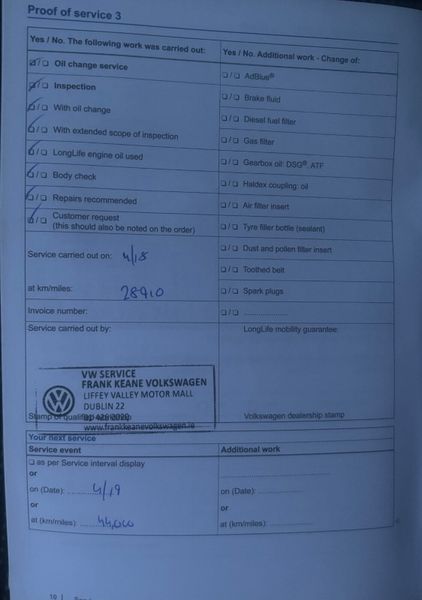 Proof of service 3
Yes / No. The following work was carried out:
Yes / No. Additional work - Change of:
☑/☐ Oil change service
☑/☐ Inspection
☑/☐ With oil change
☑/☐ With extended scope of inspection
☑/☐ LongLife engine oil used
☑/☐ Body check
☑/☐ Repairs recommended
☑/☐ Customer request
(this should also be noted on the order)
☐/☐ AdBlue®
☐/☐ Brake fluid
☐/☐ Diesel fuel filter
☐/☐ Gas filter
☐/☐ Gearbox oil: DSG®, ATF
☐/☐ Haldex coupling: oil
☐/☐ Air filter insert
☐/☐ Tyre filler bottle (sealant)
☐/☐ Dust and pollen filter insert
☐/☐ Toothed belt
☐/☐ Spark plugs
☐/☐ ....................
Service carried out on: 4/18
at km/miles: 28910
Invoice number:
Service carried out by:
LongLife mobility guarantee:
VW SERVICE
FRANK KEANE VOLKSWAGEN
LIFFEY VALLEY MOTOR MALL
DUBLIN 22
www.frankkeanevolkswagen.ie
Stamp of qualified
Volkswagen dealership stamp
Your next service
Service event
Additional work
☐ as per Service interval display
or
on (Date): 4/19
or
at (km/miles): 44,000
on (Date): ....................
or
at (km/miles): ....................
10 |